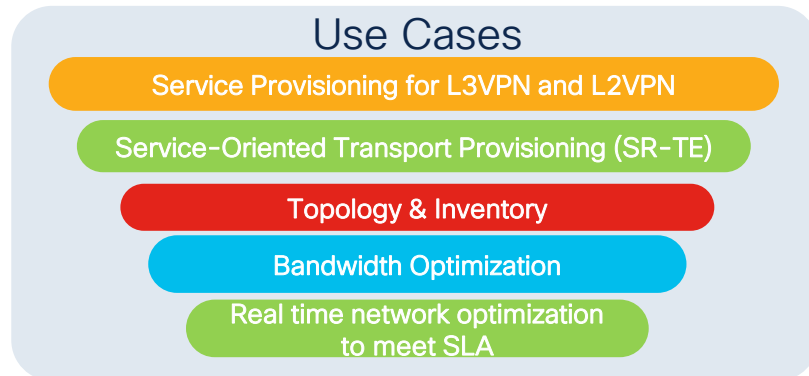 Use Cases
Service Provisioning for L3VPN and L2VPN
Service-Oriented Transport Provisioning (SR-TE)
Topology & Inventory
Bandwidth Optimization
Real time network optimization
to meet SLA